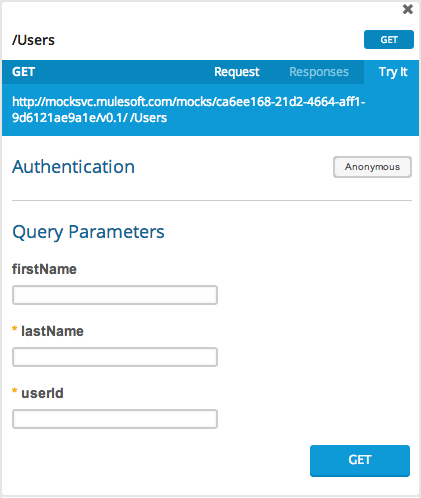 /Users
GET
GET Request Responses Try It
http://mocksvc.mulesoft.com/mocks/ca6ee168-21d2-4664-aff1-
9d6121ae9a1e/v0.1/ /Users
Authentication
Anonymous
Query Parameters
firstName
* lastName
* userId
GET